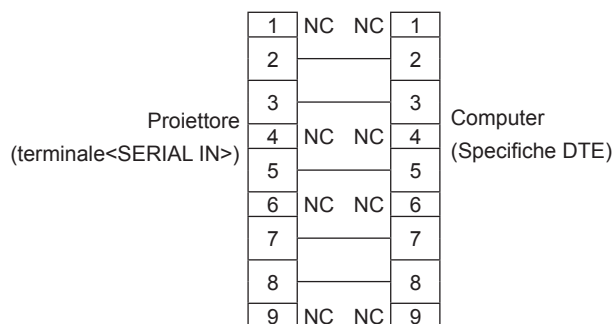 1 NC NC 1
2 2
3 3
Proiettore
(terminale<SERIAL IN>)
Computer
(Specifiche DTE)
4 NC NC 4
5 5
6 NC NC 6
7 7
8 8
9 NC NC 9